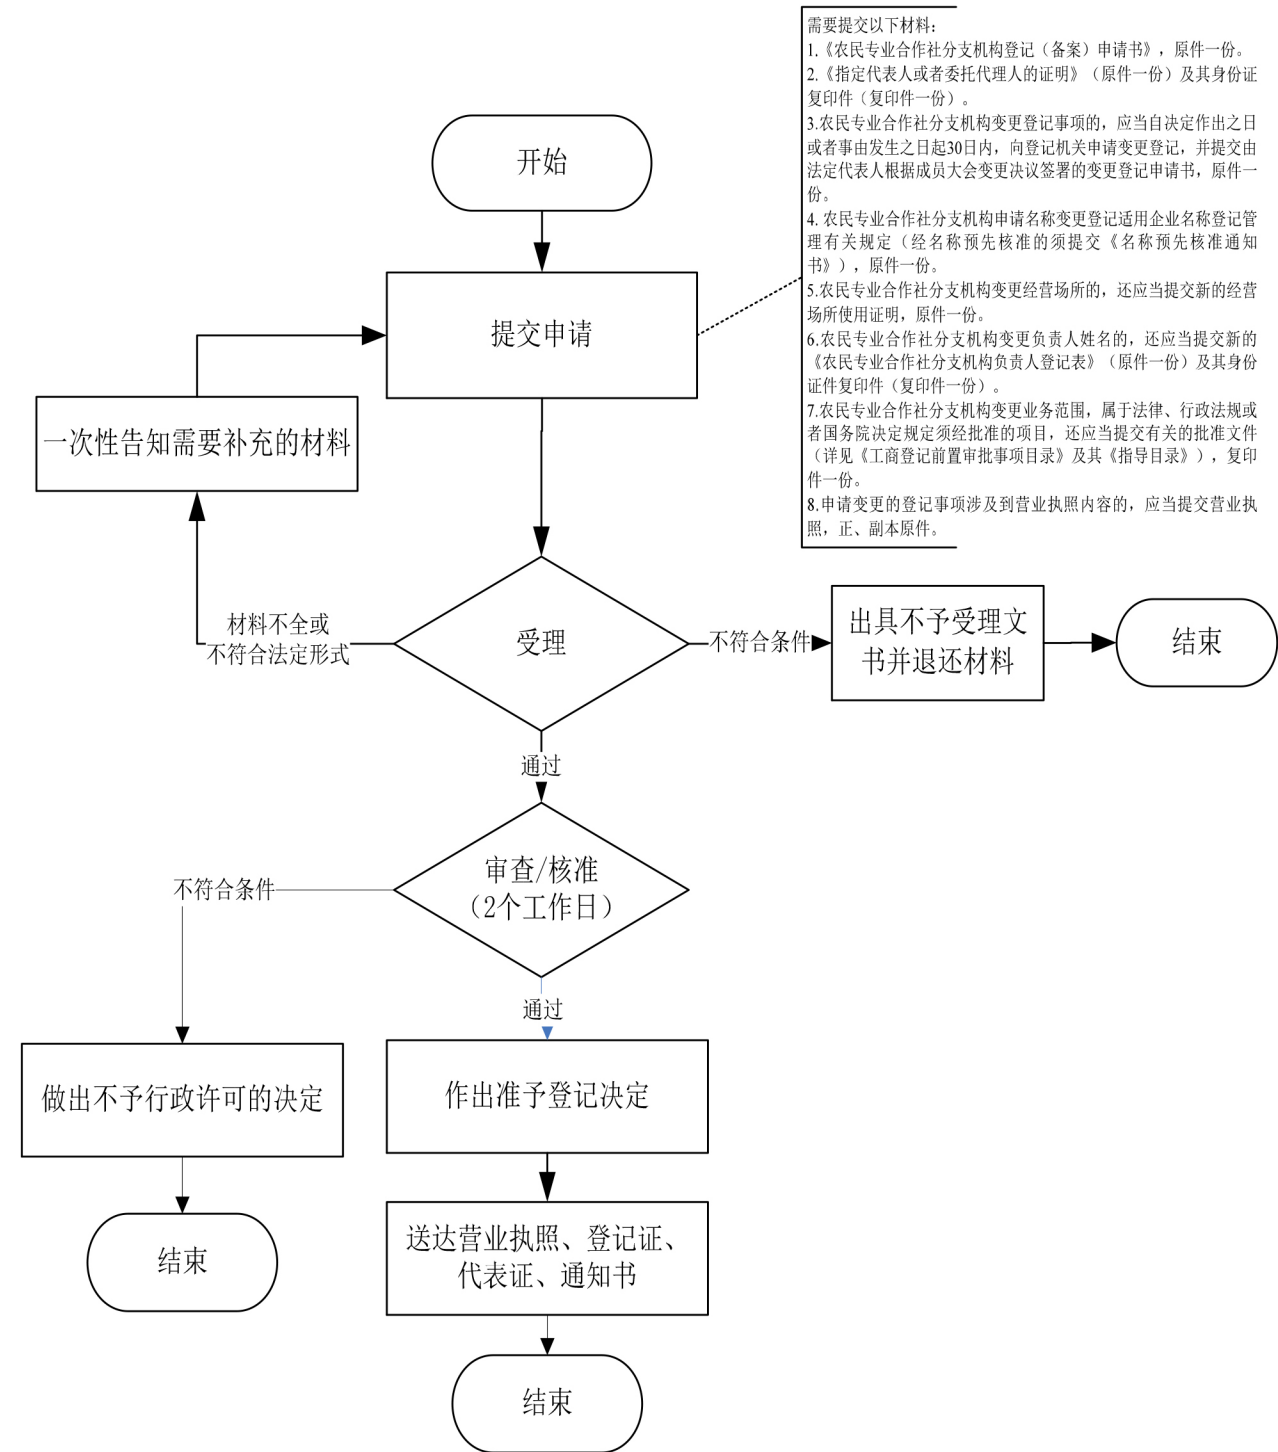 需要提交以下材料：
1.《农民专业合作社分支机构登记（备案）申请书》，原件一份。
2.《指定代表人或者委托代理人的证明》（原件一份）及其身份证
复印件（复印件一份）。
3.农民专业合作社分支机构变更登记事项的，应当自决定作出之日
或者事由发生之日起30日内，向登记机关申请变更登记，并提交由
法定代表人根据成员大会变更决议签署的变更登记申请书，原件一
份。
4. 农民专业合作社分支机构申请名称变更登记适用企业名称登记管
理有关规定（经名称预先核准的须提交《名称预先核准通知
书》），原件一份。
5.农民专业合作社分支机构变更经营场所的，还应当提交新的经营
场所使用证明，原件一份。
6.农民专业合作社分支机构变更负责人姓名的，还应当提交新的
《农民专业合作社分支机构负责人登记表》（原件一份）及其身份
证件复印件（复印件一份）。
7.农民专业合作社分支机构变更业务范围，属于法律、行政法规或
者国务院决定规定须经批准的项目，还应当提交有关的批准文件
（详见《工商登记前置审批事项目录》及其《指导目录》），复印
件一份。
8.申请变更的登记事项涉及到营业执照内容的，应当提交营业执
照，正、副本原件。
开始
提交申请
一次性告知需要补充的材料
材料不全或
不符合法定形式
受理
不符合条件
出具不予受理文
书并退还材料
结束
通过
审查/核准
（2个工作日）
不符合条件
通过
做出不予行政许可的决定
作出准予登记决定
结束
送达营业执照、登记证、
代表证、通知书
结束